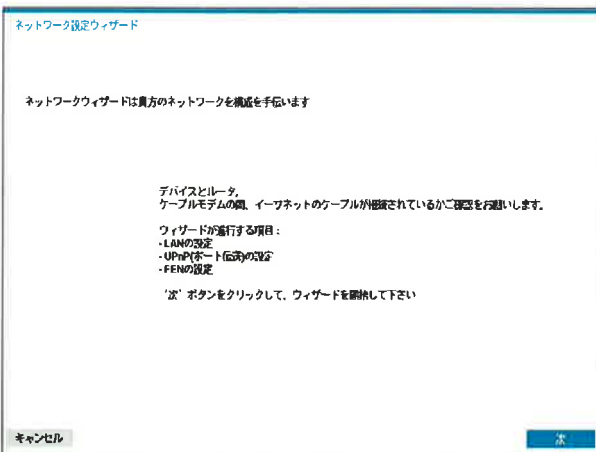 ネットワーク設定ウィザード
ネットワークウィザードは貴方のネットワークを構成を手伝います
デバイスとルータ,
ケーブルモデムの間、イーサネットのケーブルが接続されているかご確認をお願いします。
ウィザードが進行する項目：
- LANの設定
- UPnP(ポート伝送)の設定
- FENの設定
‘次’ ボタンをクリックして、ウィザードを開始して下さい
キャンセル
次